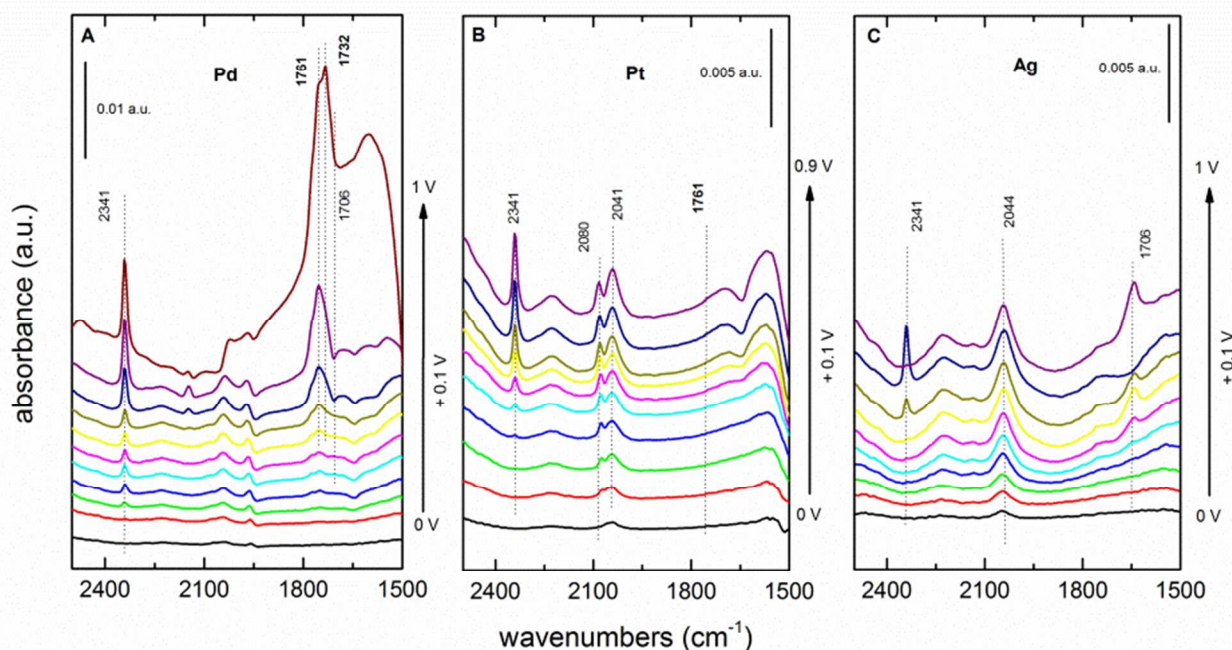 absorbance (a.u.)
A
Pd
0.01 a.u.
2341
1761
1732
1706
1 V
+ 0.1 V
0 V
2400
2100
1800
1500
B
Pt
0.005 a.u.
2341
2080
2041
1761
0.9 V
+ 0.1 V
0 V
2400
2100
1800
1500
C
Ag
0.005 a.u.
2341
2044
1706
1 V
+ 0.1 V
0 V
2400
2100
1800
1500
wavenumbers (cm⁻¹)